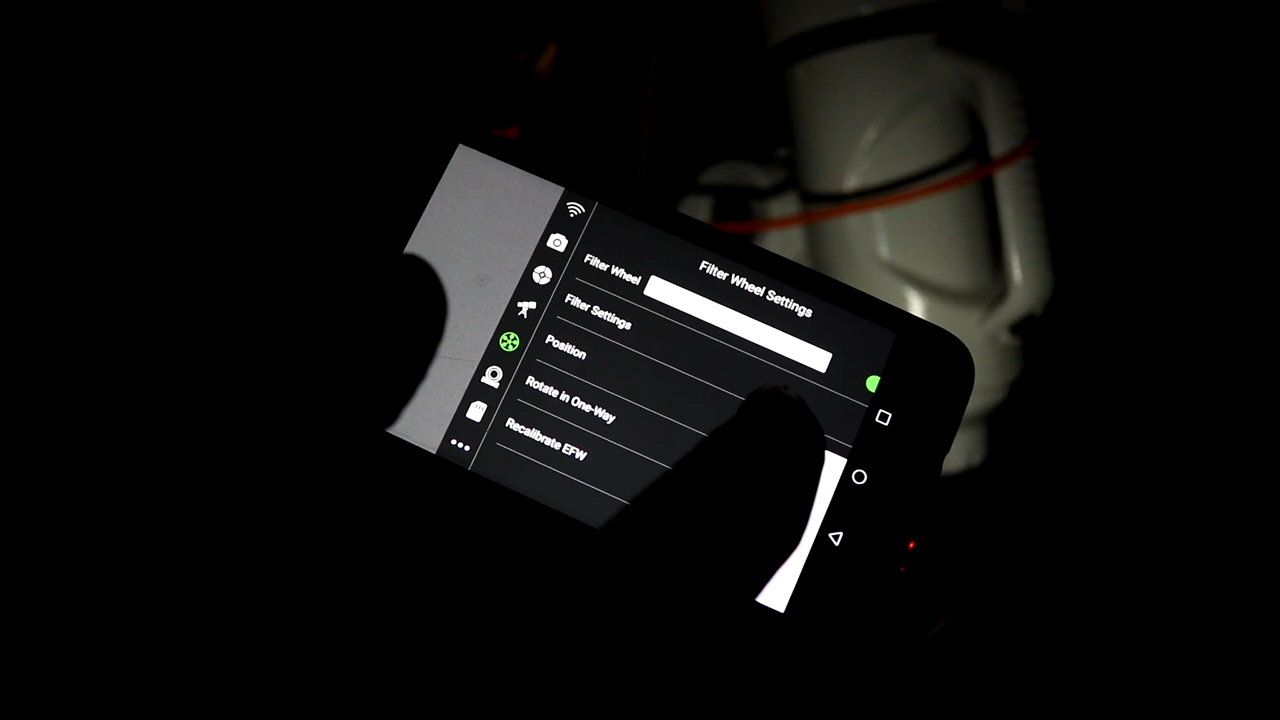 Filter Wheel Settings
Filter Wheel
Filter Settings
Position
Rotate in One-Way
Recalibrate EFW